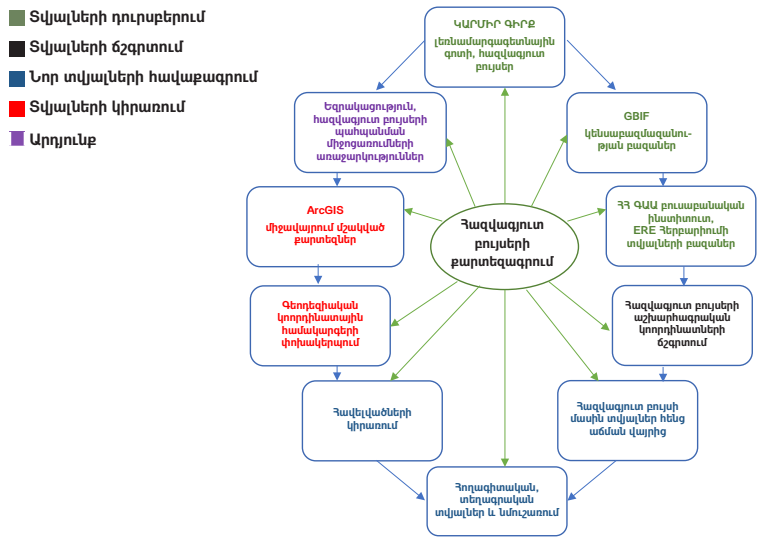 Տվյալների դուրսբերում
Տվյալների ճշգրտում
Նոր տվյալների հավաքագրում
Տվյալների կիրառում
Արդյունք
ԿԱՐՄԻՐ ԳԻՐՔ
լեռնամարգագետնային
գոտի, հազվագյուտ
բույսեր
Եզրակացություն,
հազվագյուտ բույսերի
պահպանման
միջոցառումների
առաջարկություններ
GBIF
կենսաբազմազանու-
թյան բազաներ
ArcGIS
միջավայրում մշակված
քարտեզներ
Հազվագյուտ
բույսերի
քարտեզագրում
ՀՀ ԳԱԱ բուսաբանական
ինստիտուտ,
ERE Հերբարիումի
տվյալների բազաներ
Գեոդեզիական
կոորդինատային
համակարգերի
փոխակերպում
Հազվագյուտ բույսերի
աշխարհագրական
կոորդինատների
ճշգրտում
Հավելվածների
կիրառում
Հազվագյուտ բույսի
մասին տվյալներ հենց
աճման վայրից
Հողագիտական,
տեղագրական
տվյալներ և նմուշառում